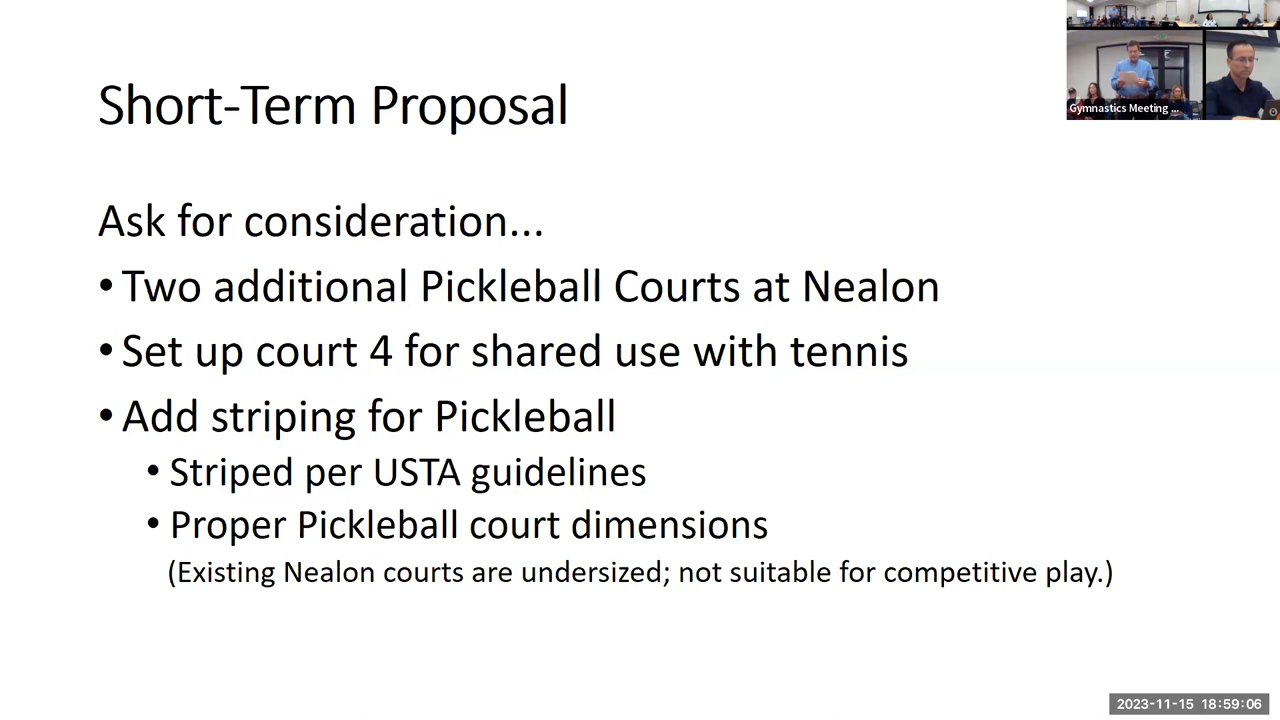 Gymnastics Meeting ...
Short-Term Proposal
Ask for consideration...
• Two additional Pickleball Courts at Nealon
• Set up court 4 for shared use with tennis
• Add striping for Pickleball
• Striped per USTA guidelines
• Proper Pickleball court dimensions
(Existing Nealon courts are undersized; not suitable for competitive play.)
2023-11-15 18:59:06